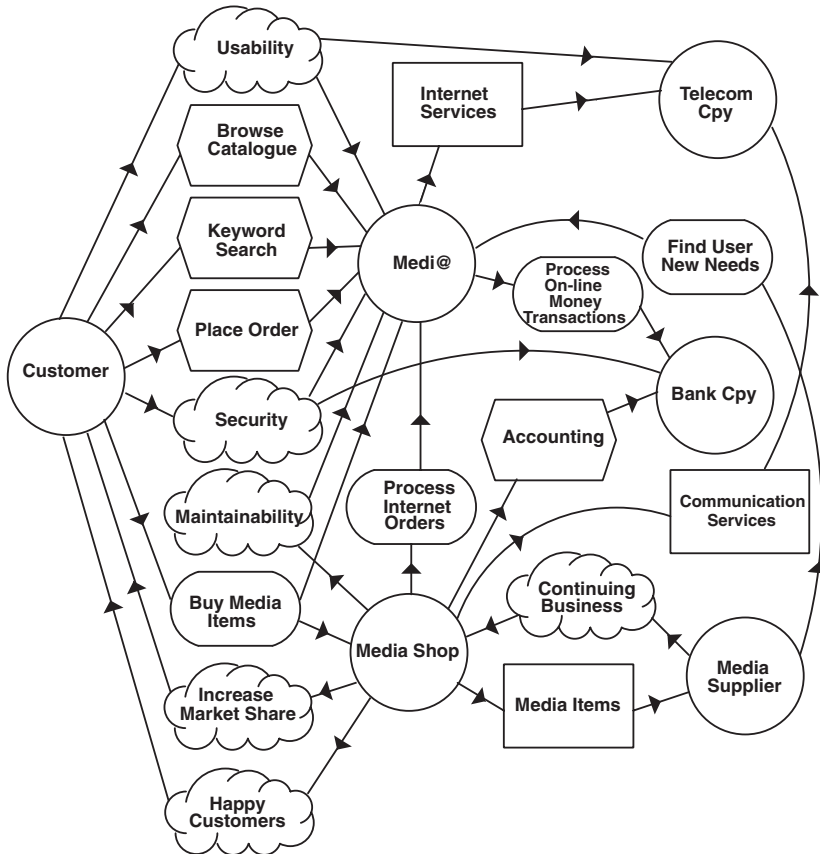 Usability
Internet
Services
Telecom
Cpy
Browse
Catalogue
Keyword
Search
Medi@
Find User
New Needs
Process
On-line
Money
Transactions
Place Order
Customer
Security
Bank Cpy
Accounting
Maintainability
Process
Internet
Orders
Communication
Services
Buy Media
Items
Continuing
Business
Media Shop
Media
Supplier
Increase
Market Share
Media Items
Happy
Customers